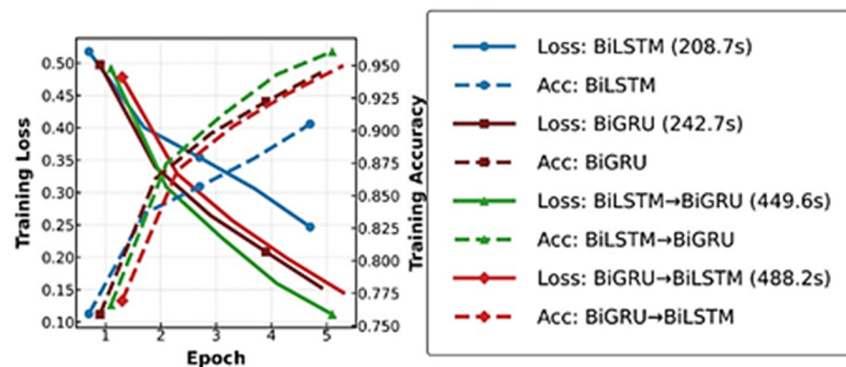 Training Loss
0.50
0.45
0.40
0.35
0.30
0.25
0.20
0.15
0.10
1 2 3 4 5
Epoch
0.950
0.925
0.900
0.875
0.850
0.825
0.800
0.775
0.750
Training Accuracy
Loss: BiLSTM (208.7s)
Acc: BiLSTM
Loss: BiGRU (242.7s)
Acc: BiGRU
Loss: BiLSTM→BiGRU (449.6s)
Acc: BiLSTM→BiGRU
Loss: BiGRU→BiLSTM (488.2s)
Acc: BiGRU→BiLSTM